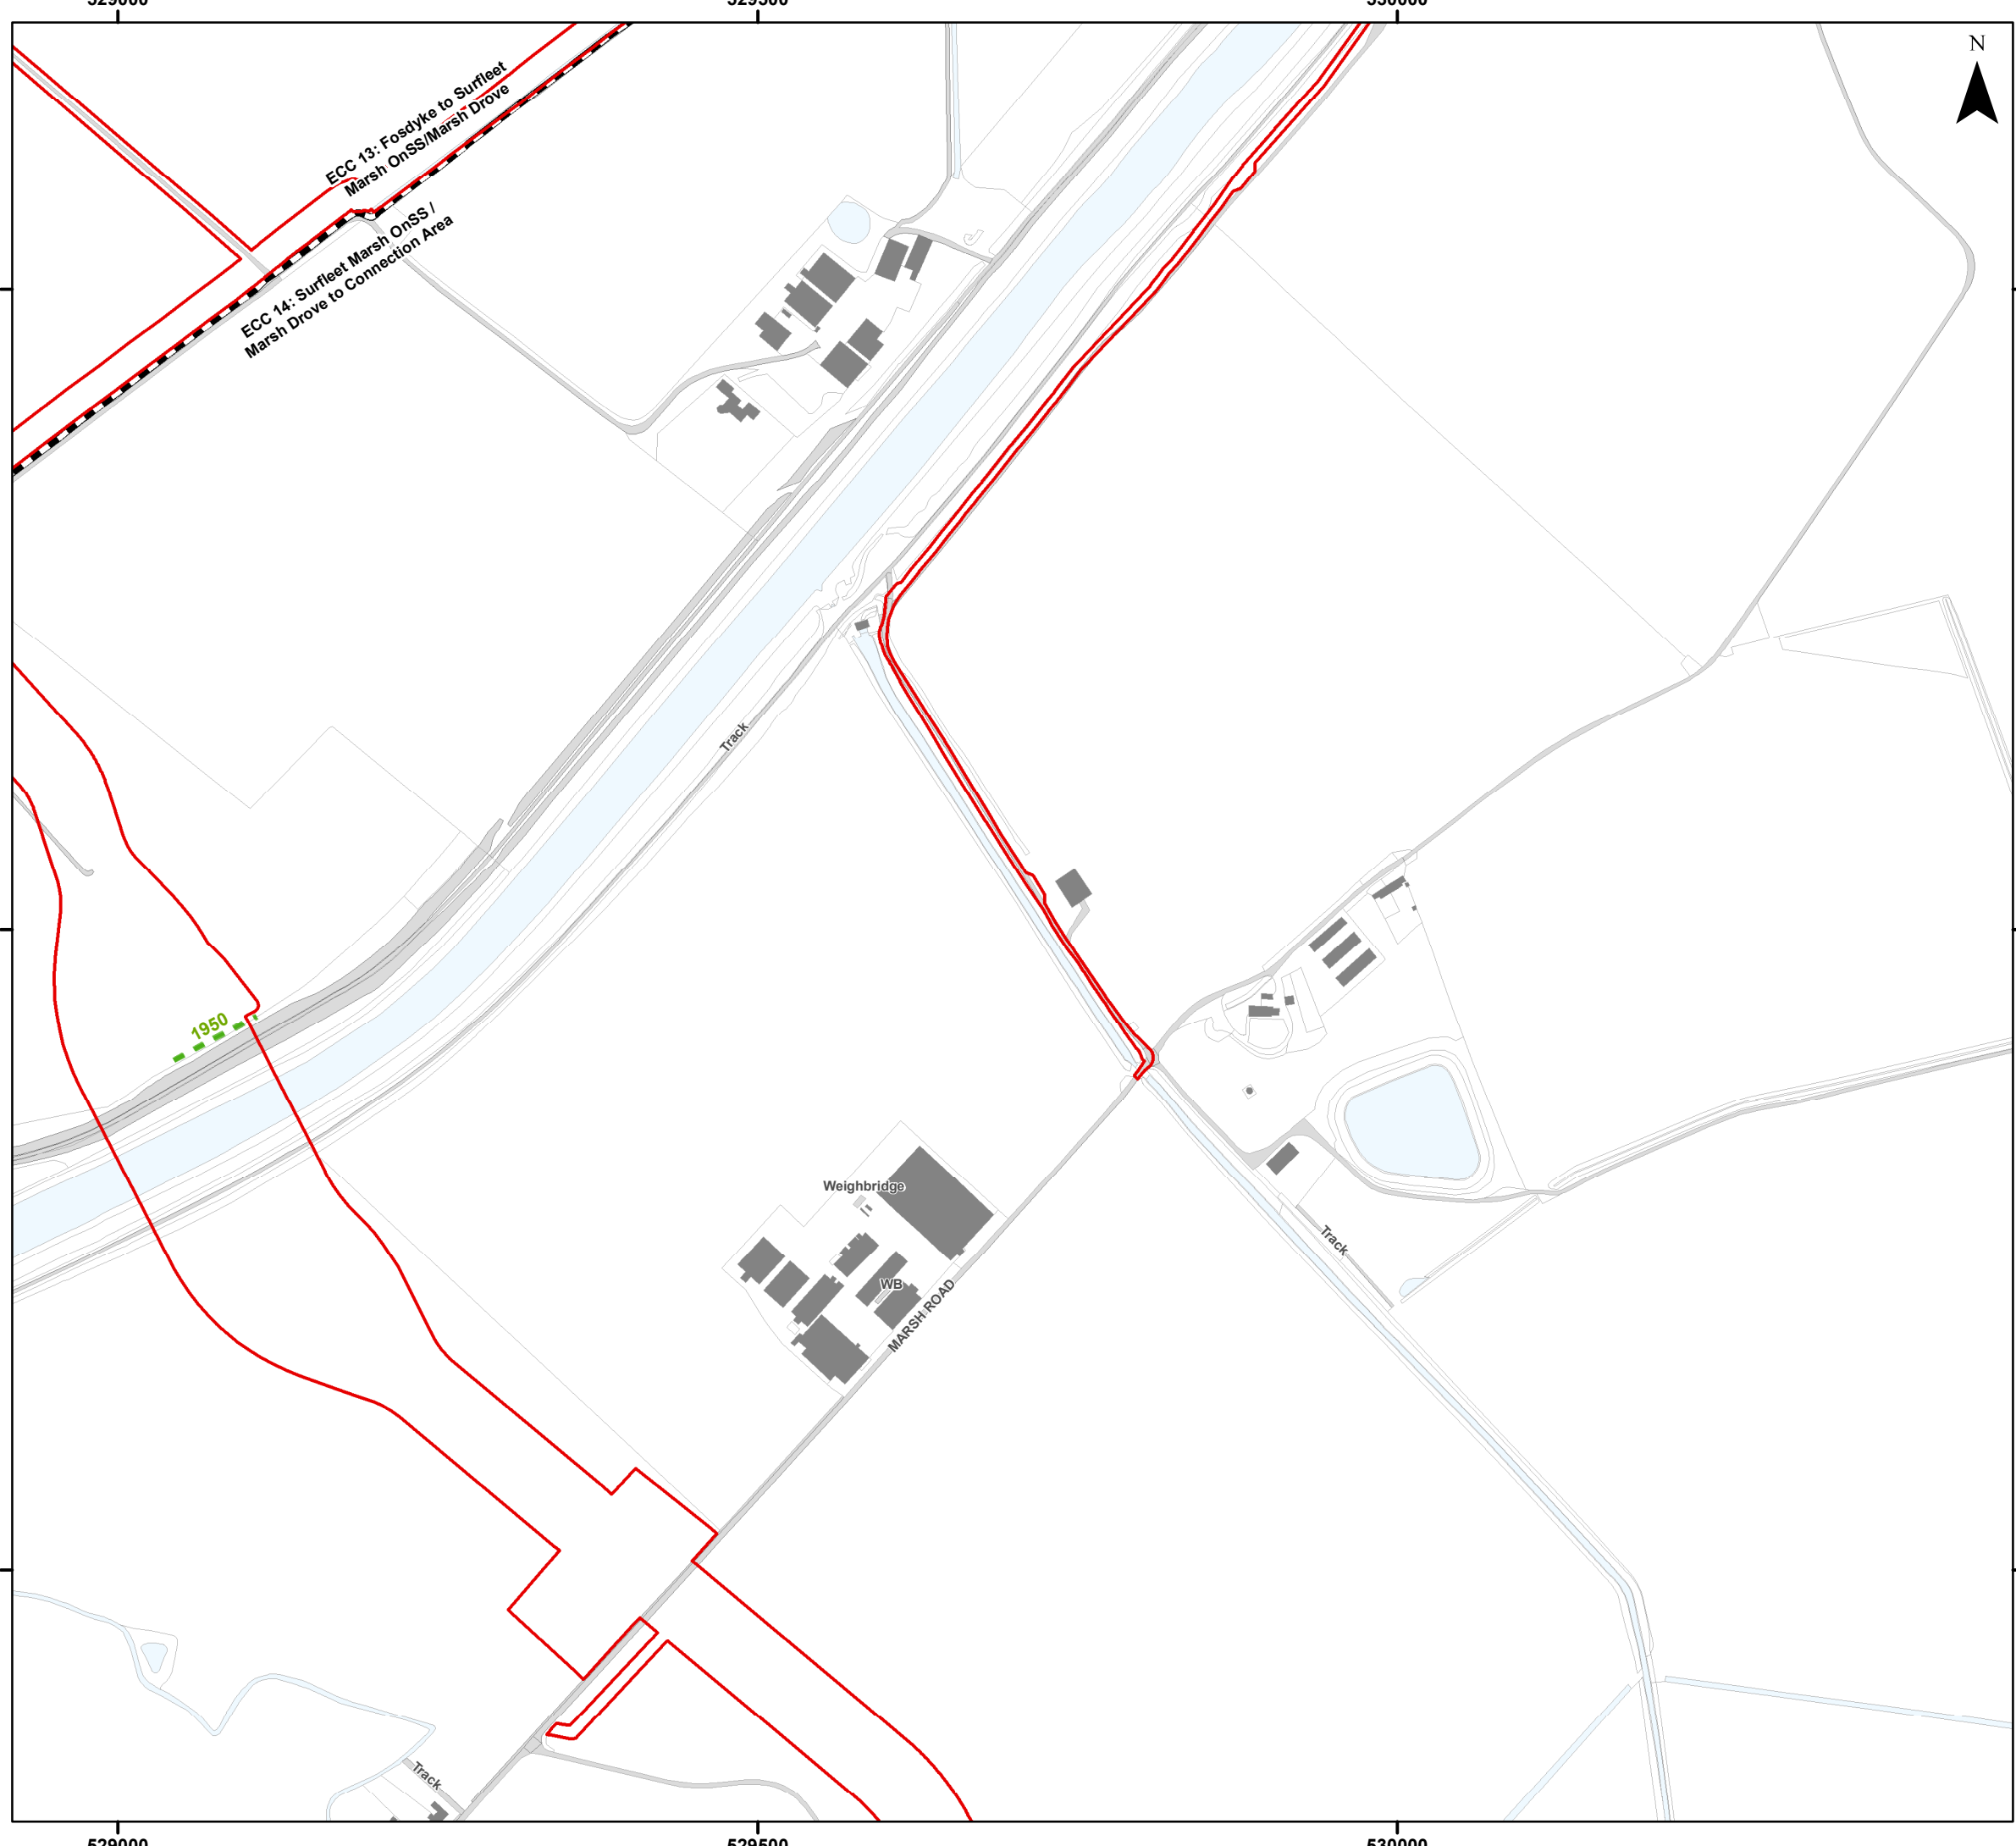 529000
529500
530000
N
ECC 13: Fosdyke to Surfleet
Marsh OnSS/Marsh Drove
ECC 14: Surfleet Marsh OnSS /
Marsh Drove to Connection Area
Track
1950
Weighbridge
WB
MARSH ROAD
Track
Track
529000
529500
530000